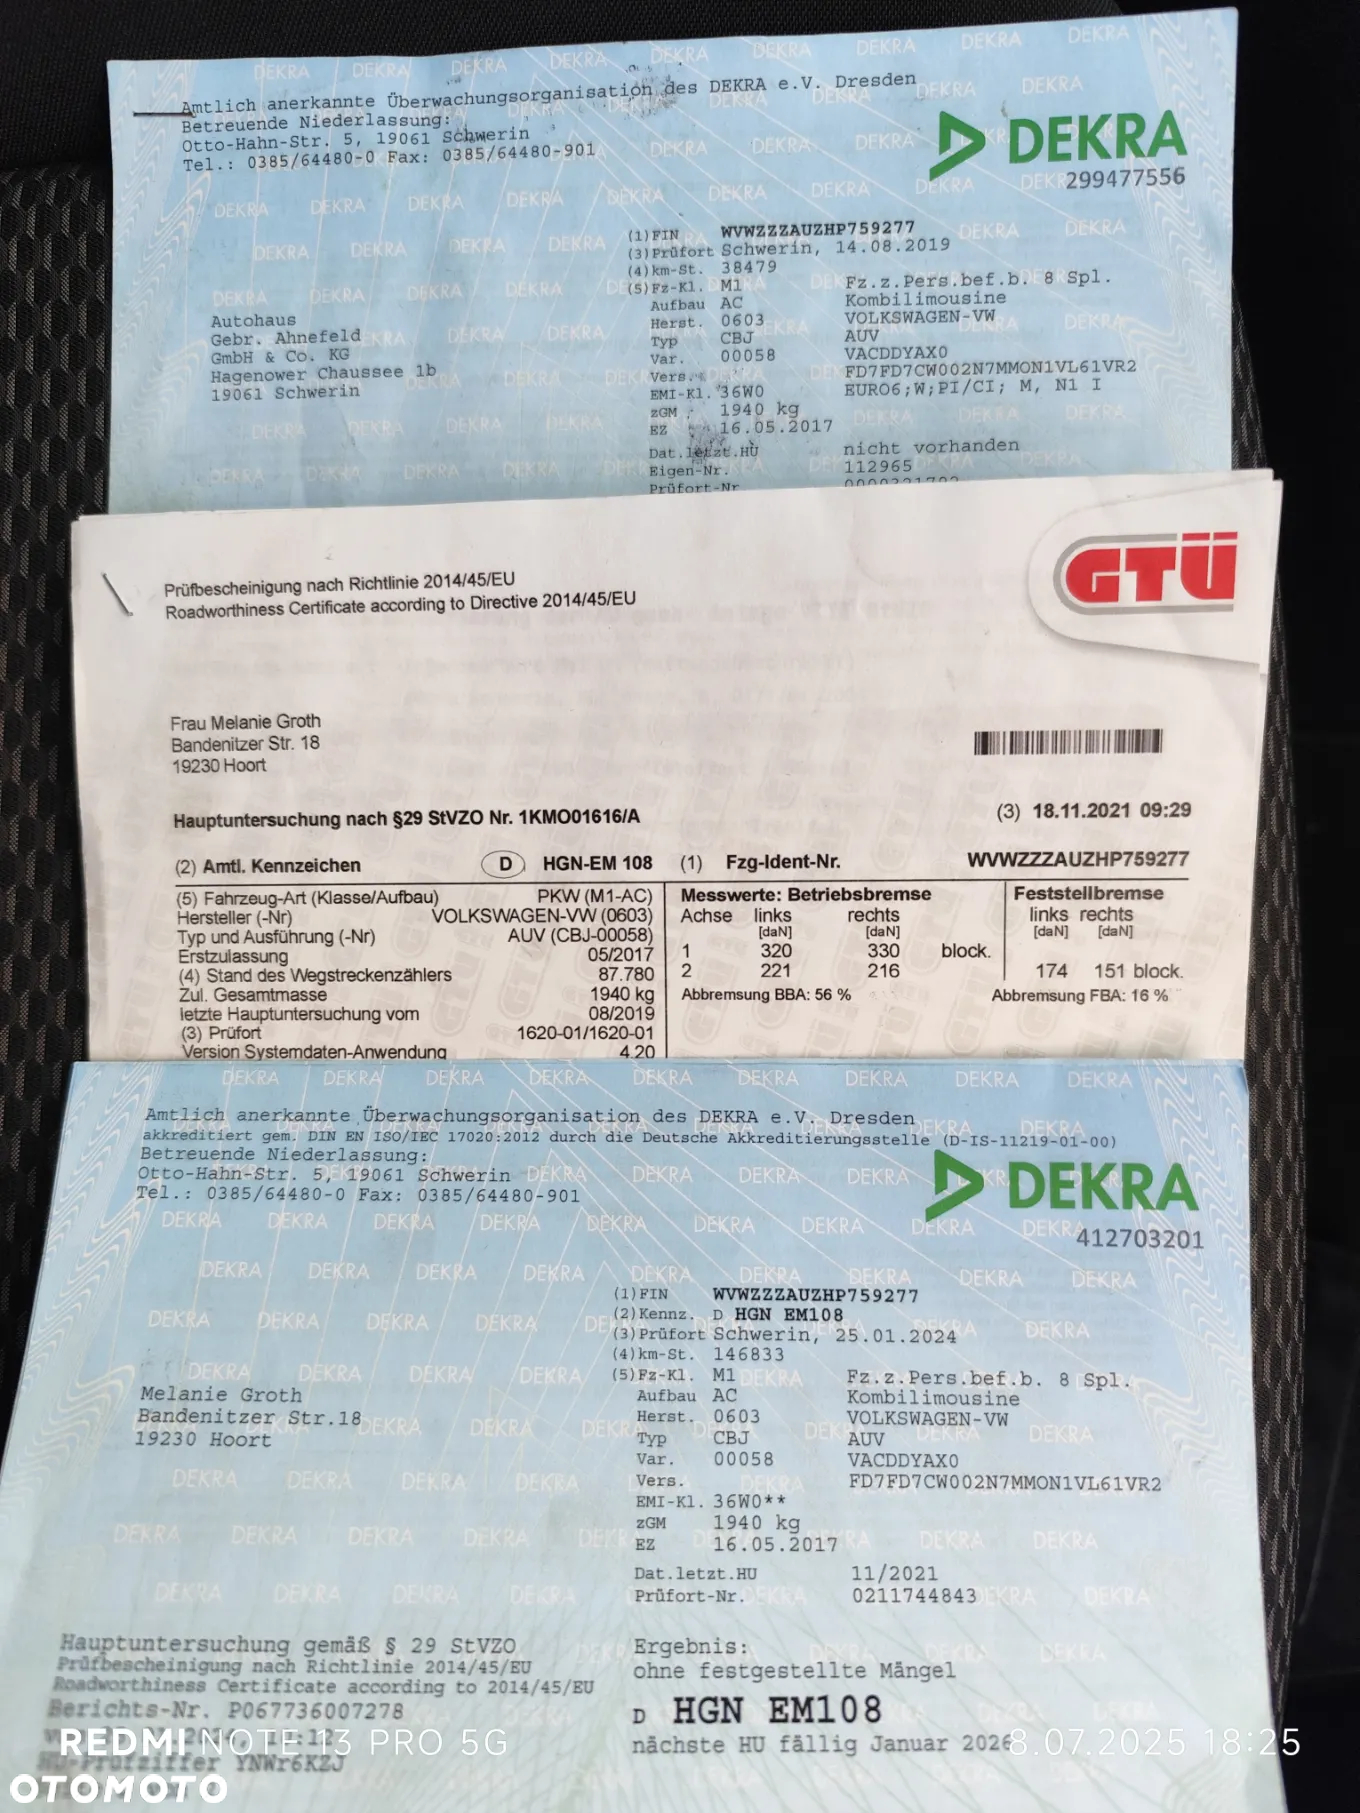 Amtlich anerkannte Überwachungsorganisation des DEKRA e.V. Dresden
Betreuende Niederlassung:
Otto-Hahn-Str. 5, 19061 Schwerin
Tel.: 0385/64480-0 Fax: 0385/64480-901
DEKRA
299477556
(1)FIN WVWZZZAUZHP759277
(3)Prüfort Schwerin, 14.08.2019
(4)km-St. 38479
(5)Fz-Kl. M1 Fz.z.Pers.bef.b. 8 Spl.
Aufbau AC Kombilimousine
Herst. 0603 VOLKSWAGEN-VW
Typ CBJ AUV
Var. 00058 VACDDYAX0
Vers. FD7FD7CW002N7MMON1VL61VR2
EMI-Kl. 36W0 EURO6;W;PI/CI; M, N1 I
zGM 1940 kg
EZ 16.05.2017
Dat.letzt.HU nicht vorhanden
Eigen-Nr. 112965
Prüfort-Nr
Autohaus
Gebr. Ahnefeld
GmbH & Co. KG
Hagenower Chaussee 1b
19061 Schwerin
GTÜ
Prüfbescheinigung nach Richtlinie 2014/45/EU
Roadworthiness Certificate according to Directive 2014/45/EU
Frau Melanie Groth
Bandenitzer Str. 18
19230 Hoort
Hauptuntersuchung nach §29 StVZO Nr. 1KMO01616/A (3) 18.11.2021 09:29
(2) Amtl. Kennzeichen D HGN-EM 108 (1) Fzg-Ident-Nr. WVWZZZAUZHP759277
(5) Fahrzeug-Art (Klasse/Aufbau) PKW (M1-AC)
Hersteller (-Nr) VOLKSWAGEN-VW (0603)
Typ und Ausführung (-Nr) AUV (CBJ-00058)
Erstzulassung 05/2017
(4) Stand des Wegstreckenzählers 87.780
Zul. Gesamtmasse 1940 kg
letzte Hauptuntersuchung vom 08/2019
(3) Prüfort 1620-01/1620-01
Version Systemdaten-Anwendung 4.20
Messwerte: Betriebsbremse Feststellbremse
Achse links rechts links rechts
[daN] [daN] [daN] [daN]
1 320 330 block.
2 221 216 174 151 block.
Abbremsung BBA: 56 % Abbremsung FBA: 16 %
Amtlich anerkannte Überwachungsorganisation des DEKRA e.V. Dresden
akkreditiert gem. DIN EN ISO/IEC 17020:2012 durch die Deutsche Akkreditierungsstelle (D-IS-11219-01-00)
Betreuende Niederlassung:
Otto-Hahn-Str. 5, 19061 Schwerin
Tel.: 0385/64480-0 Fax: 0385/64480-901
DEKRA
412703201
(1)FIN WVWZZZAUZHP759277
(2)Kennz. D HGN EM108
(3)Prüfort Schwerin, 25.01.2024
(4)km-St. 146833
(5)Fz-Kl. M1 Fz.z.Pers.bef.b. 8 Spl.
Aufbau AC Kombilimousine
Herst. 0603 VOLKSWAGEN-VW
Typ CBJ AUV
Var. 00058 VACDDYAX0
Vers. FD7FD7CW002N7MMON1VL61VR2
EMI-Kl. 36W0**
zGM 1940 kg
EZ 16.05.2017
Dat.letzt.HU 11/2021
Prüfort-Nr. 0211744843
Melanie Groth
Bandenitzer Str.18
19230 Hoort
Hauptuntersuchung gemäß § 29 StVZO
Prüfbescheinigung nach Richtlinie 2014/45/EU
Roadworthiness Certificate according to 2014/45/EU
Berichts-Nr. P067736007278
HU-Prüfziffer YNWr6KZJ
Ergebnis:
ohne festgestellte Mängel
D HGN EM108
nächste HU fällig Januar 2026
REDMI NOTE 13 PRO 5G
8.07.2025 18:25
OTOMOTO